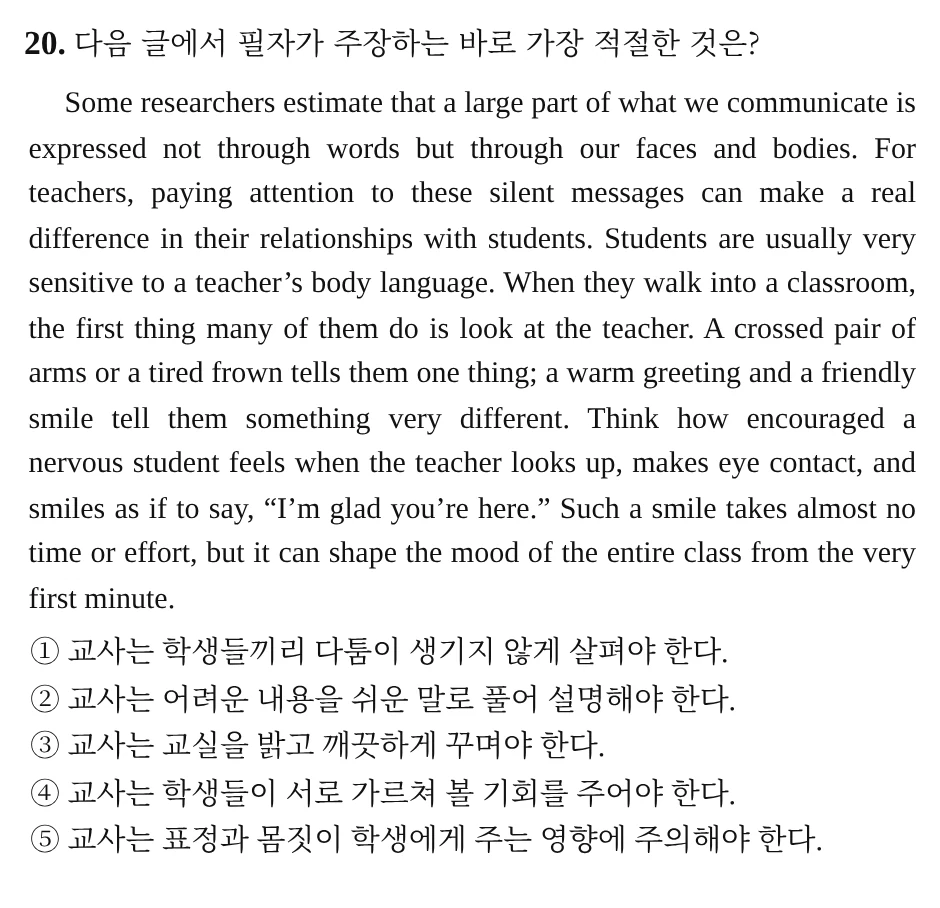 20. 다음 글에서 필자가 주장하는 바로 가장 적절한 것은?
Some researchers estimate that a large part of what we communicate is
expressed not through words but through our faces and bodies. For
teachers, paying attention to these silent messages can make a real
difference in their relationships with students. Students are usually very
sensitive to a teacher’s body language. When they walk into a classroom,
the first thing many of them do is look at the teacher. A crossed pair of
arms or a tired frown tells them one thing; a warm greeting and a friendly
smile tell them something very different. Think how encouraged a
nervous student feels when the teacher looks up, makes eye contact, and
smiles as if to say, “I’m glad you’re here.” Such a smile takes almost no
time or effort, but it can shape the mood of the entire class from the very
first minute.
① 교사는 학생들끼리 다툼이 생기지 않게 살펴야 한다.
② 교사는 어려운 내용을 쉬운 말로 풀어 설명해야 한다.
③ 교사는 교실을 밝고 깨끗하게 꾸며야 한다.
④ 교사는 학생들이 서로 가르쳐 볼 기회를 주어야 한다.
⑤ 교사는 표정과 몸짓이 학생에게 주는 영향에 주의해야 한다.